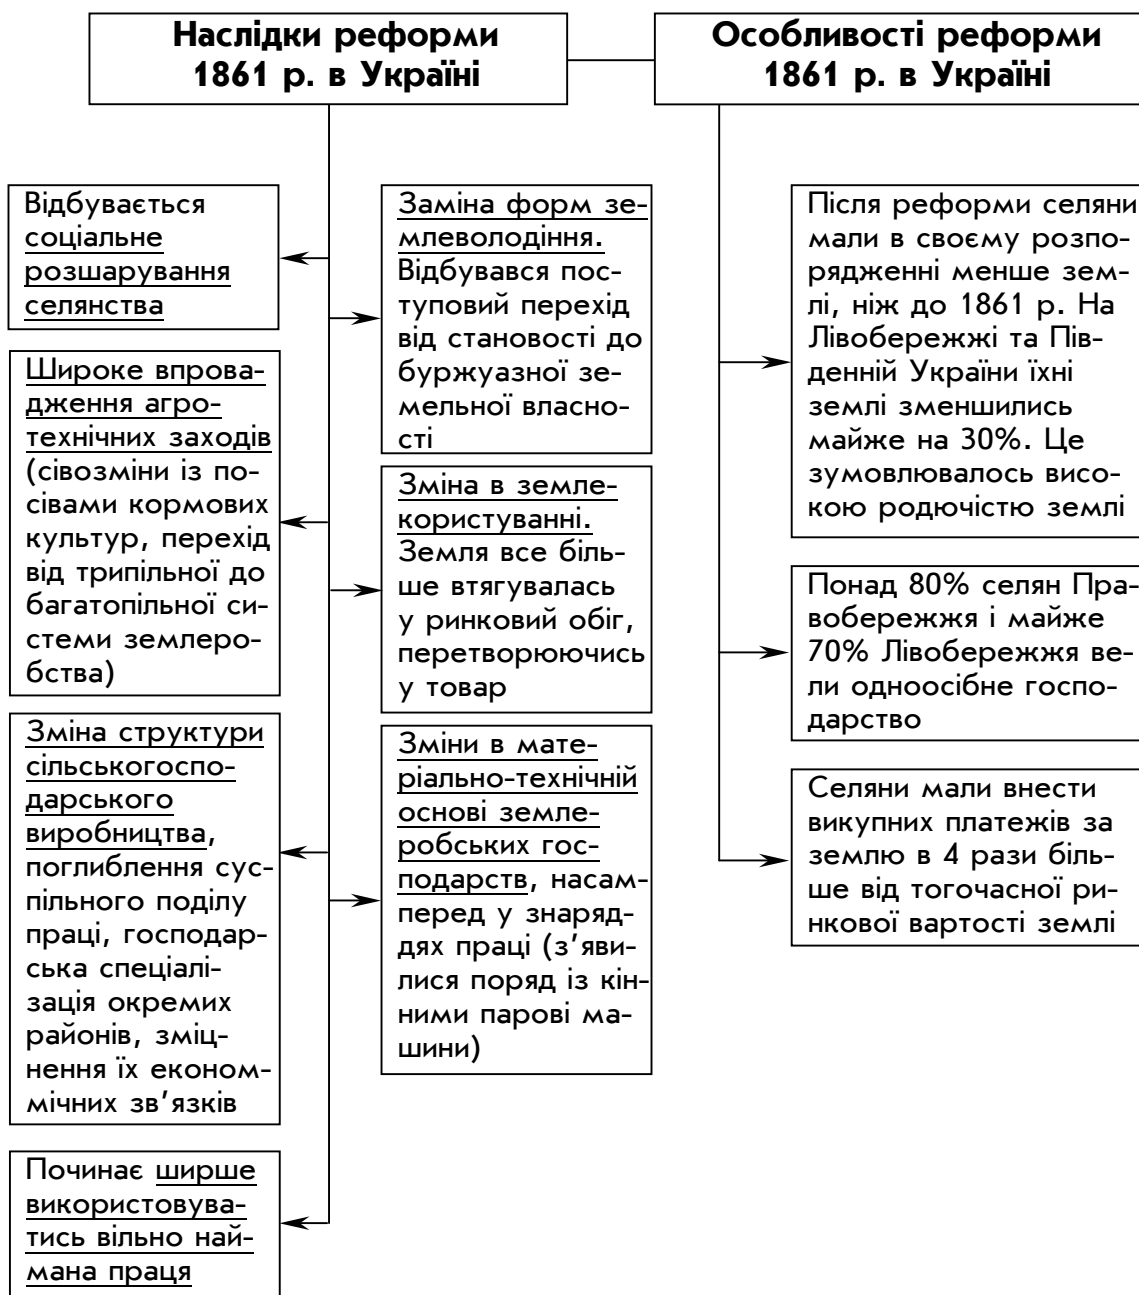 Наслідки реформи
1861 р. в Україні
Особливості реформи
1861 р. в Україні
Відбувається
соціальне
розшарування
селянства
Широке впрова-
дження агро-
технічних заходів
(сівозміни із по-
сівами кормових
культур, перехід
від трипільної до
багатопільної си-
стеми землеро-
бства)
Зміна структури
сільськогоспо-
дарського
виробництва,
поглиблення сус-
пільного поділу
праці, господар-
ська спеціалі-
зація окремих
районів, зміц-
нення їх економ-
мічних зв'язків
Починає ширше
використовува-
тись вільно най-
мана праця
Заміна форм зе-
млеволодіння.
Відбувався пос-
туповий перехід
від становості до
буржуазної зе-
мельної власно-
сті
Зміна в земле-
користуванні.
Земля все біль-
ше втягувалась
у ринковий обіг,
перетворюючись
у товар
Зміни в мате-
ріально-технічній
основі земле-
робських гос-
подарств, насам-
перед у знаряд-
дях праці (з'яви-
лися поряд із кін-
ними парові ма-
шини)
Після реформи селяни
мали в своєму розпо-
рядженні менше зем-
лі, ніж до 1861 р. На
Лівобережжі та Пів-
денній України їхні
землі зменшились
майже на 30%. Це
зумовлювалось висо-
кою родючістю землі
Понад 80% селян Пра-
вобережжя і майже
70% Лівобережжя ве-
ли одноосібне госпо-
дарство
Селяни мали внести
викупних платежів за
землю в 4 рази біль-
ше від тогочасної ри-
нкової вартості землі